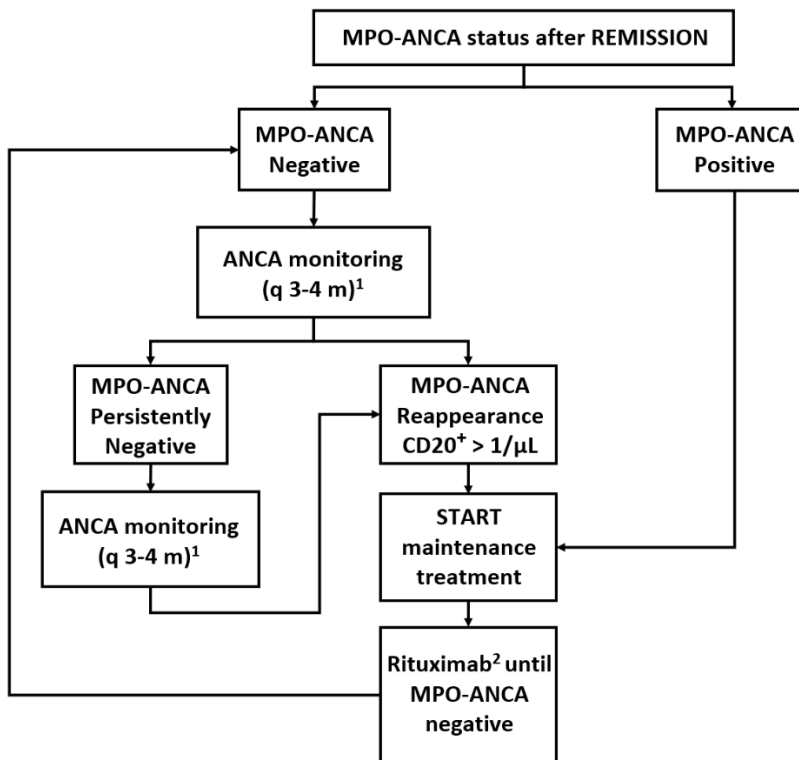 MPO-ANCA status after REMISSION
MPO-ANCA
Negative
MPO-ANCA
Positive
ANCA monitoring
(q 3-4 m)¹
MPO-ANCA
Persistently
Negative
MPO-ANCA
Reappearance
CD20⁺ > 1/μL
ANCA monitoring
(q 3-4 m)¹
START
maintenance
treatment
Rituximab² until
MPO-ANCA
negative